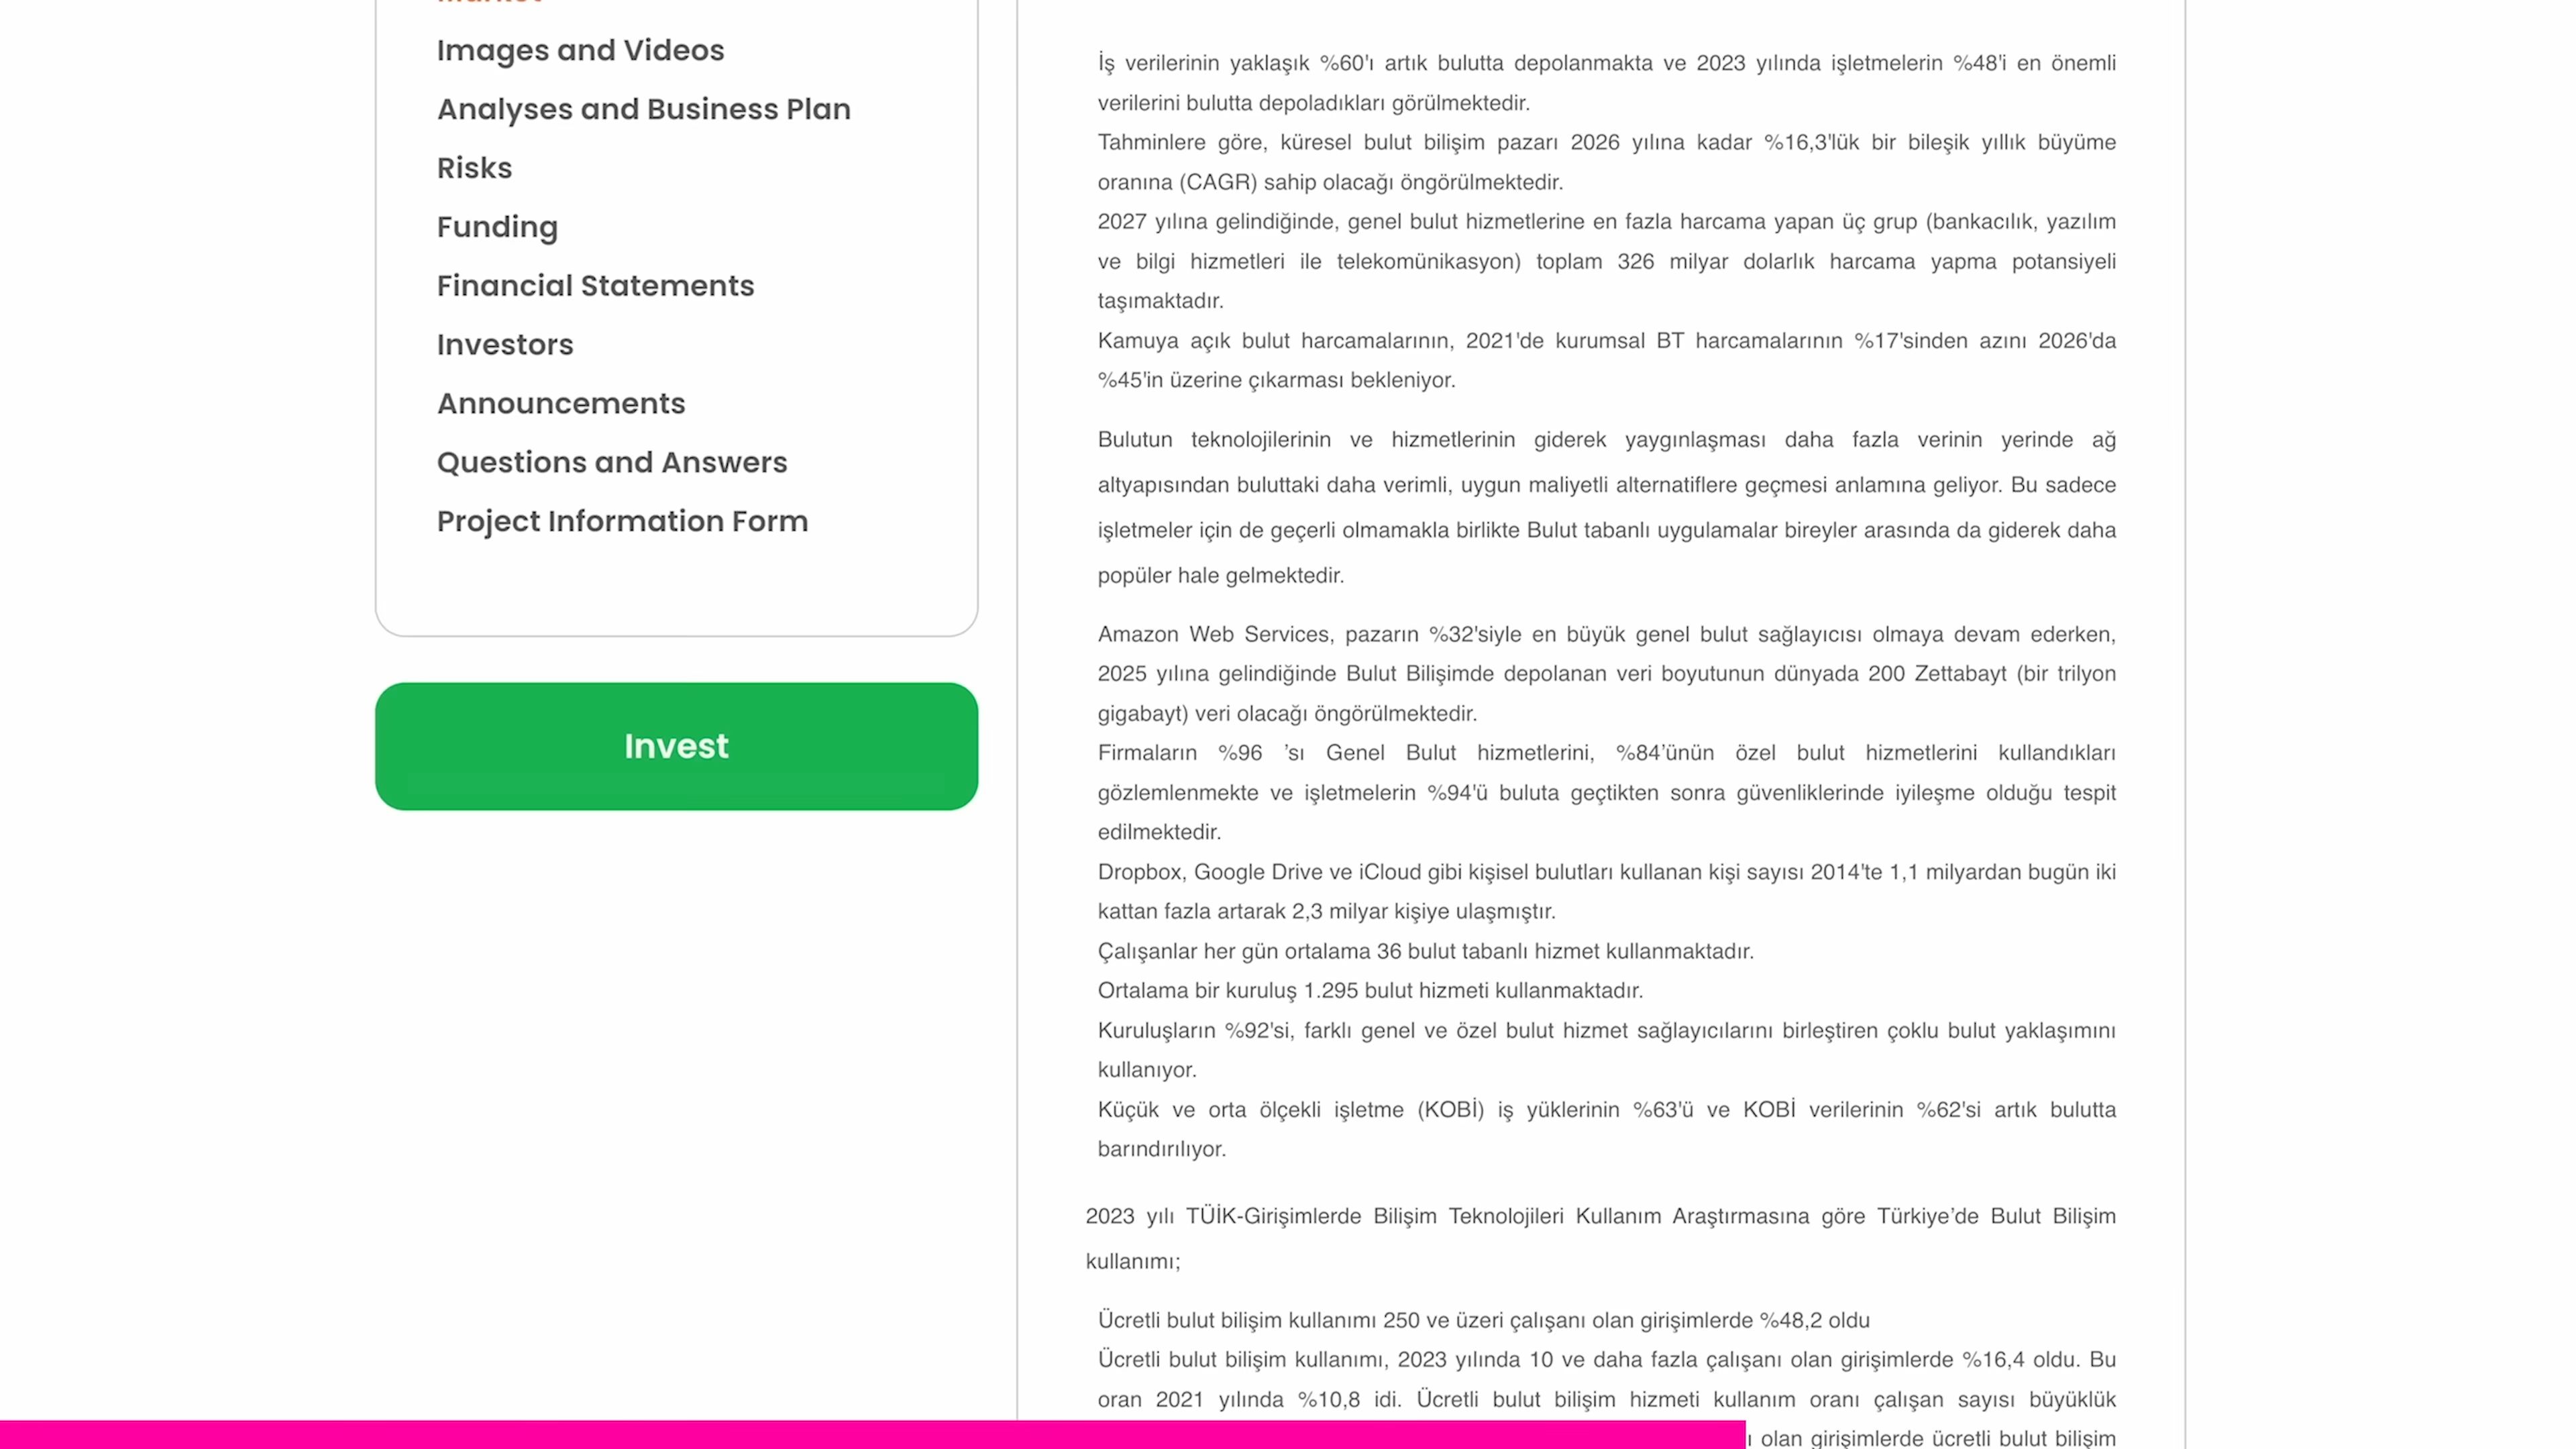 Images and Videos
Analyses and Business Plan
Risks
Funding
Financial Statements
Investors
Announcements
Questions and Answers
Project Information Form
Invest
İş verilerinin yaklaşık %60'ı artık bulutta depolanmakta ve 2023 yılında işletmelerin %48'i en önemli
verilerini bulutta depoladıkları görülmektedir.
Tahminlere göre, küresel bulut bilişim pazarı 2026 yılına kadar %16,3'lük bir bileşik yıllık büyüme
oranına (CAGR) sahip olacağı öngörülmektedir.
2027 yılına gelindiğinde, genel bulut hizmetlerine en fazla harcama yapan üç grup (bankacılık, yazılım
ve bilgi hizmetleri ile telekomünikasyon) toplam 326 milyar dolarlık harcama yapma potansiyeli
taşımaktadır.
Kamuya açık bulut harcamalarının, 2021'de kurumsal BT harcamalarının %17'sinden azını 2026'da
%45'in üzerine çıkarması bekleniyor.
Bulutun teknolojilerinin ve hizmetlerinin giderek yaygınlaşması daha fazla verinin yerinde ağ
altyapısından buluttaki daha verimli, uygun maliyetli alternatiflere geçmesi anlamına geliyor. Bu sadece
işletmeler için de geçerli olmamakla birlikte Bulut tabanlı uygulamalar bireyler arasında da giderek daha
popüler hale gelmektedir.
Amazon Web Services, pazarın %32'siyle en büyük genel bulut sağlayıcısı olmaya devam ederken,
2025 yılına gelindiğinde Bulut Bilişimde depolanan veri boyutunun dünyada 200 Zettabayt (bir trilyon
gigabayt) veri olacağı öngörülmektedir.
Firmaların %96 ’sı Genel Bulut hizmetlerini, %84’ünün özel bulut hizmetlerini kullandıkları
gözlemlenmekte ve işletmelerin %94'ü buluta geçtikten sonra güvenliklerinde iyileşme olduğu tespit
edilmektedir.
Dropbox, Google Drive ve iCloud gibi kişisel bulutları kullanan kişi sayısı 2014'te 1,1 milyardan bugün iki
kattan fazla artarak 2,3 milyar kişiye ulaşmıştır.
Çalışanlar her gün ortalama 36 bulut tabanlı hizmet kullanmaktadır.
Ortalama bir kuruluş 1.295 bulut hizmeti kullanmaktadır.
Kuruluşların %92'si, farklı genel ve özel bulut hizmet sağlayıcılarını birleştiren çoklu bulut yaklaşımını
kullanıyor.
Küçük ve orta ölçekli işletme (KOBİ) iş yüklerinin %63'ü ve KOBİ verilerinin %62'si artık bulutta
barındırılıyor.
2023 yılı TÜİK-Girişimlerde Bilişim Teknolojileri Kullanım Araştırmasına göre Türkiye’de Bulut Bilişim
kullanımı;
Ücretli bulut bilişim kullanımı 250 ve üzeri çalışanı olan girişimlerde %48,2 oldu
Ücretli bulut bilişim kullanımı, 2023 yılında 10 ve daha fazla çalışanı olan girişimlerde %16,4 oldu. Bu
oran 2021 yılında %10,8 idi. Ücretli bulut bilişim hizmeti kullanım oranı çalışan sayısı büyüklük
olan girişimlerde ücretli bulut bilişim